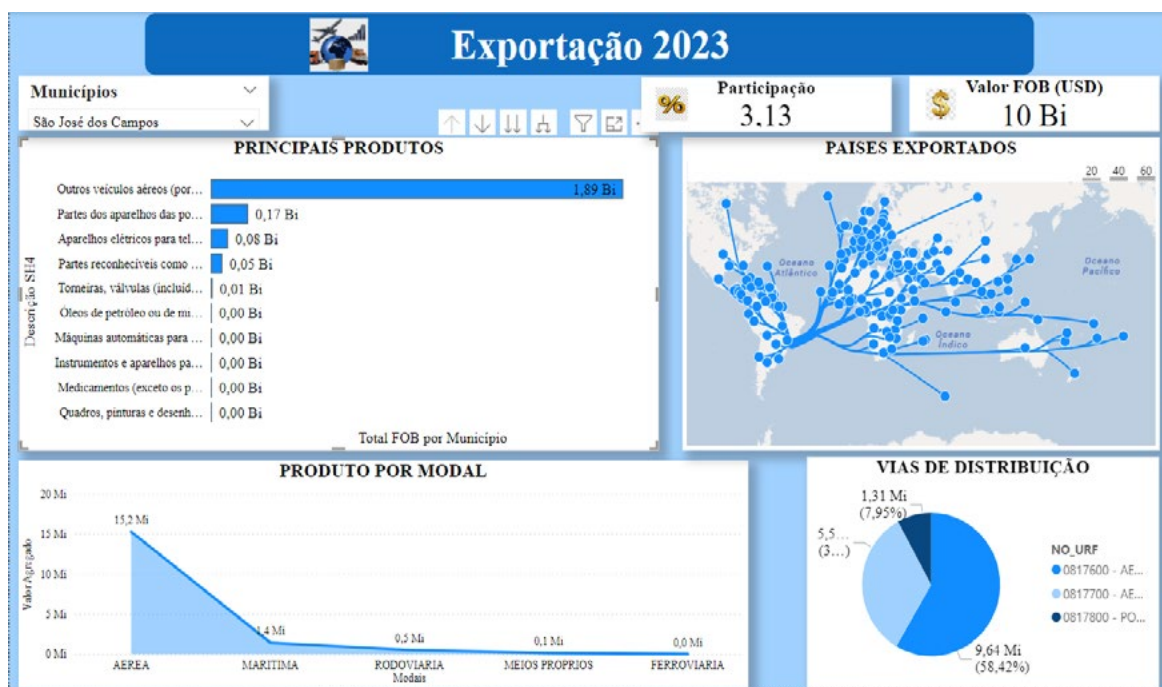 Exportação 2023
Municípios
São José dos Campos
%
Participação
3,13
$
Valor FOB (USD)
10 Bi
PRINCIPAIS PRODUTOS
Descrição SH4
Outros veículos aéreos (por…
1,89 Bi
Partes dos aparelhos das po…
0,17 Bi
Aparelhos elétricos para tel…
0,08 Bi
Partes reconhecíveis como …
0,05 Bi
Torneiras, válvulas (incluíd…
0,01 Bi
Óleos de petróleo ou de mi…
0,00 Bi
Máquinas automáticas para …
0,00 Bi
Instrumentos e aparelhos pa…
0,00 Bi
Medicamentos (exceto os p…
0,00 Bi
Quadros, pinturas e desenh…
0,00 Bi
Total FOB por Município
PAISES EXPORTADOS
20 40 60
Oceano
Atlântico
Oceano
Pacífico
Oceano
Índico
PRODUTO POR MODAL
Valor Agregado
20 Mi
15 Mi
10 Mi
5 Mi
0 Mi
15,2 Mi
1,4 Mi
0,5 Mi
0,1 Mi
0,0 Mi
AEREA
MARITIMA
RODOVIARIA
MEIOS PROPRIOS
FERROVIARIA
Modais
VIAS DE DISTRIBUIÇÃO
1,31 Mi
(7,95%)
5,5…
(3…)
9,64 Mi
(58,42%)
NO_URF
0817600 - AE…
0817700 - AE…
0817800 - PO…